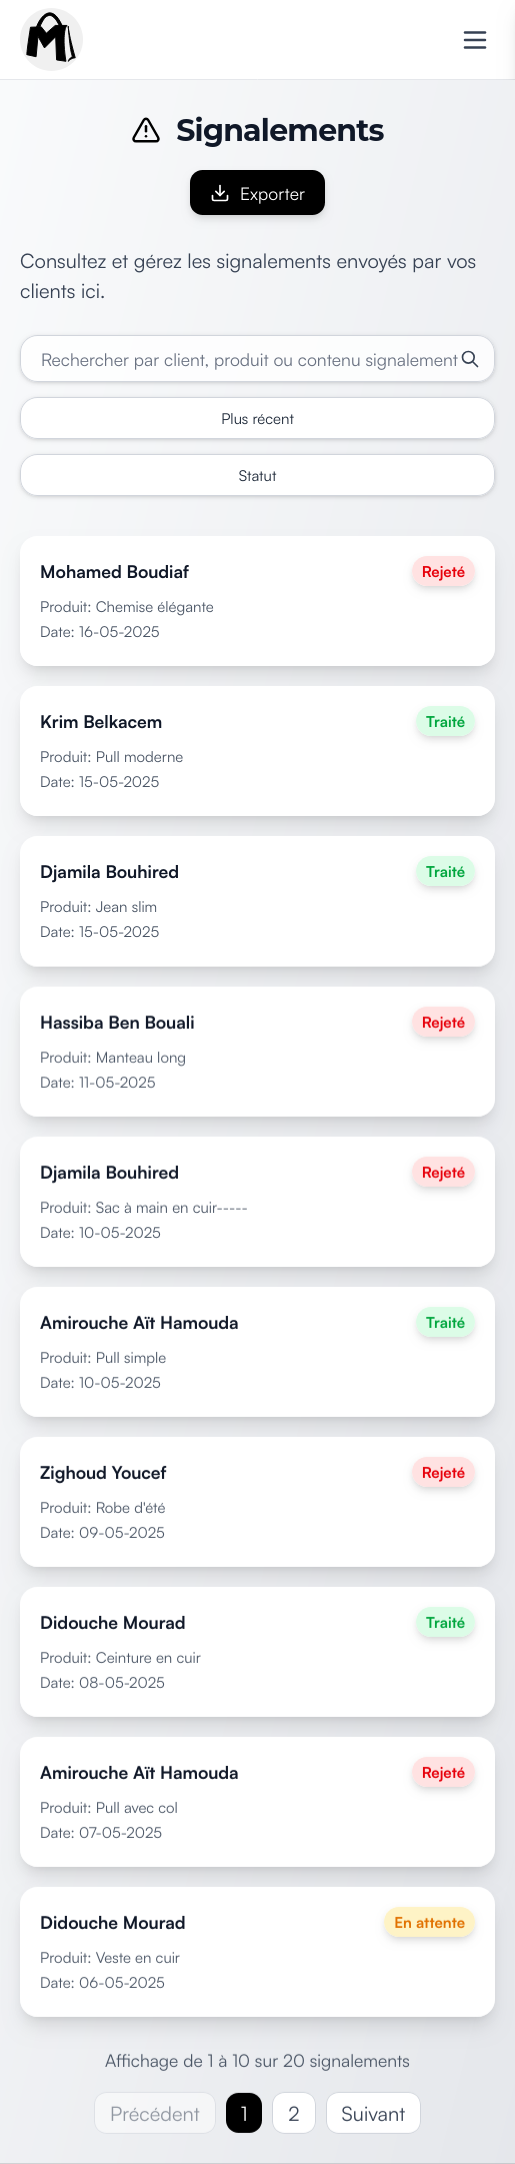 M
Signalements
Exporter
Consultez et gérez les signalements envoyés par vos
clients ici.
Rechercher par client, produit ou contenu signalement
Plus récent
Statut
Mohamed Boudiaf
Rejeté
Produit: Chemise élégante
Date: 16-05-2025
Krim Belkacem
Traité
Produit: Pull moderne
Date: 15-05-2025
Djamila Bouhired
Traité
Produit: Jean slim
Date: 15-05-2025
Hassiba Ben Bouali
Rejeté
Produit: Manteau long
Date: 11-05-2025
Djamila Bouhired
Rejeté
Produit: Sac à main en cuir-----
Date: 10-05-2025
Amirouche Aït Hamouda
Traité
Produit: Pull simple
Date: 10-05-2025
Zighoud Youcef
Rejeté
Produit: Robe d'été
Date: 09-05-2025
Didouche Mourad
Traité
Produit: Ceinture en cuir
Date: 08-05-2025
Amirouche Aït Hamouda
Rejeté
Produit: Pull avec col
Date: 07-05-2025
Didouche Mourad
En attente
Produit: Veste en cuir
Date: 06-05-2025
Affichage de 1 à 10 sur 20 signalements
Précédent 1 2 Suivant